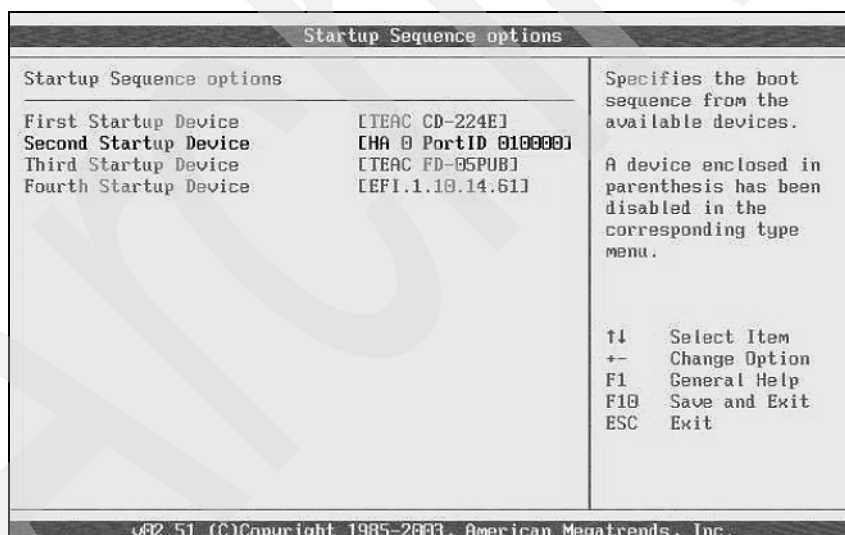 Startup Sequence options
Startup Sequence options
First Startup Device [TEAC CD-224E]
Second Startup Device [HA 0 PortID 010000]
Third Startup Device [TEAC FD-05PUB]
Fourth Startup Device [EFI.1.10.14.61]
Specifies the boot
sequence from the
available devices.
A device enclosed in
parenthesis has been
disabled in the
corresponding type
menu.
↑↓ Select Item
+- Change Option
F1 General Help
F10 Save and Exit
ESC Exit
v02.51 (C)Copyright 1985-2003, American Megatrends, Inc.